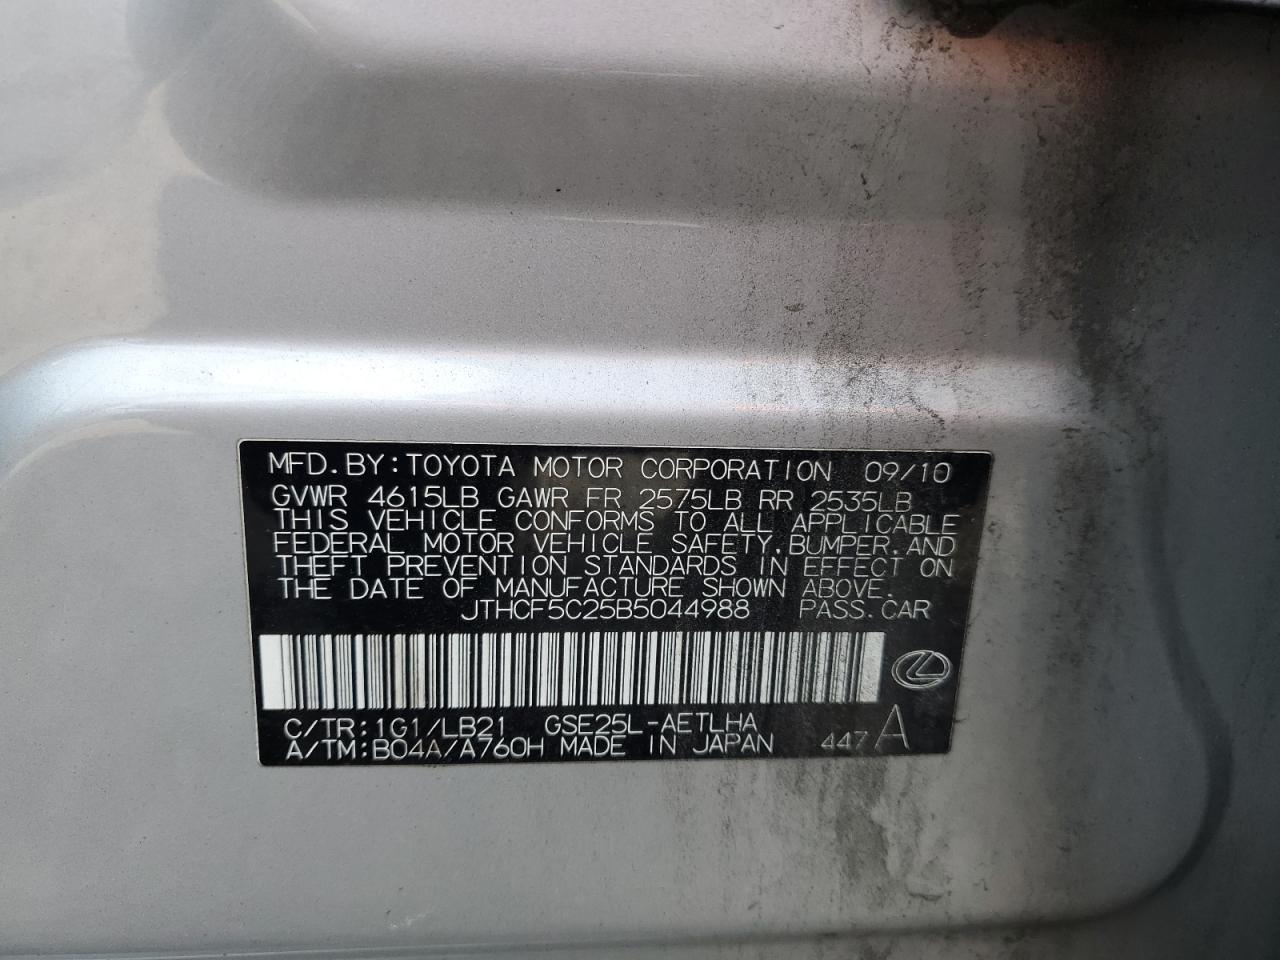 MFD.BY:TOYOTA MOTOR CORPORATION 09/10
GVWR 4615LB GAWR FR 2575LB RR 2535LB
THIS VEHICLE CONFORMS TO ALL APPLICABLE
FEDERAL MOTOR VEHICLE SAFETY,BUMPER,AND
THEFT PREVENTION STANDARDS IN EFFECT ON
THE DATE OF MANUFACTURE SHOWN ABOVE.
JTHCF5C25B5044988 PASS.CAR
C/TR:1G1/LB21 GSE25L-AETLHA
A/TM:B04A/A760H MADE IN JAPAN 447 A